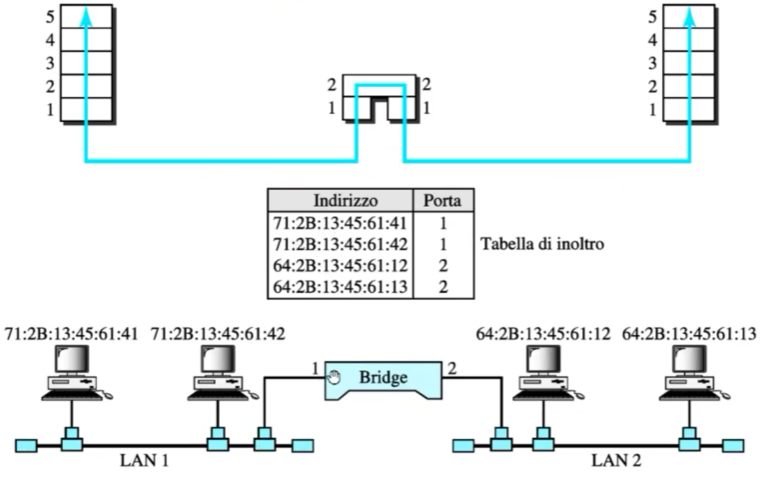 5
4
3
2
1
2
1
2
1
5
4
3
2
1
Indirizzo Porta
71:2B:13:45:61:41 1
71:2B:13:45:61:42 1
64:2B:13:45:61:12 2
64:2B:13:45:61:13 2
Tabella di inoltro
71:2B:13:45:61:41 71:2B:13:45:61:42 64:2B:13:45:61:12 64:2B:13:45:61:13
1 Bridge 2
LAN 1 LAN 2